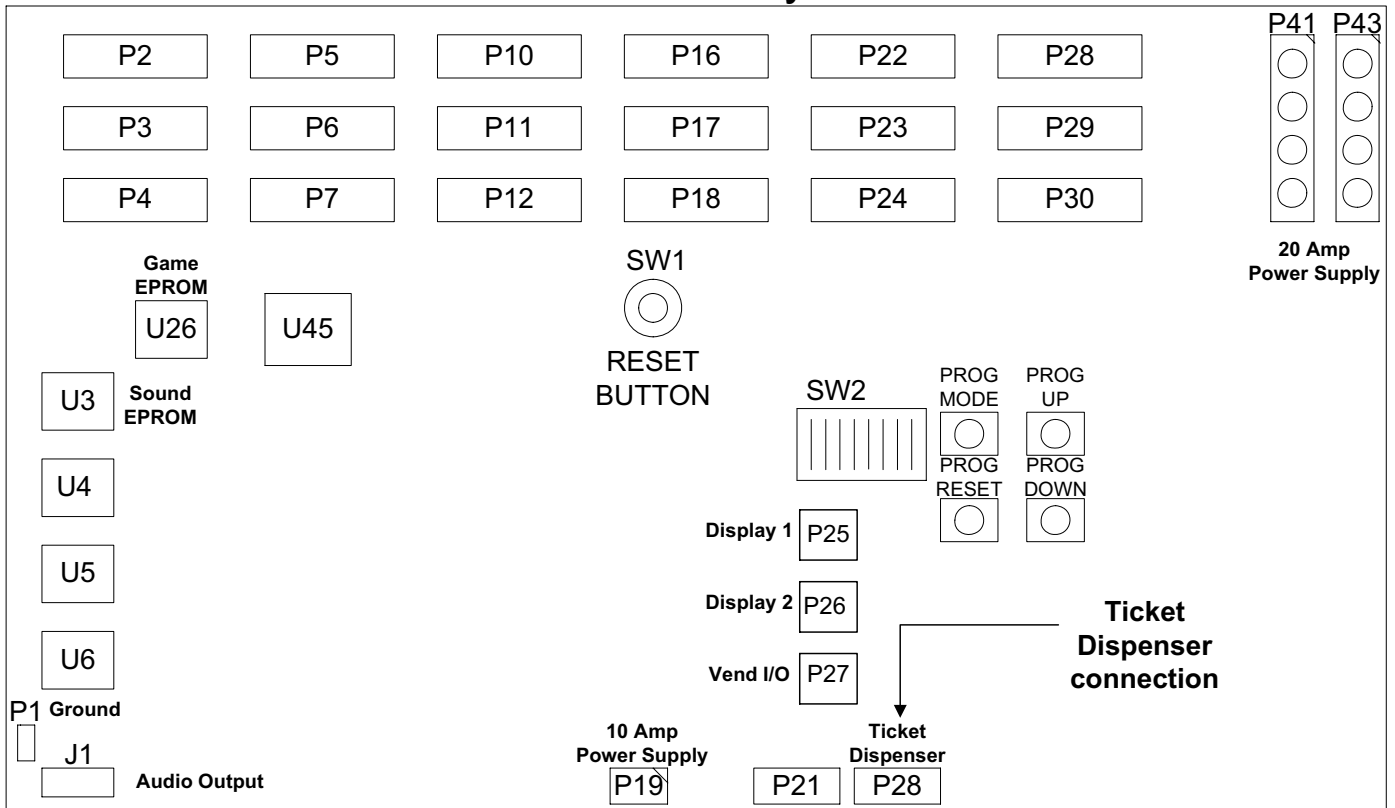 P41 P43
P2 P5 P10 P16 P22 P28
P3 P6 P11 P17 P23 P29
P4 P7 P12 P18 P24 P30
20 Amp
Power Supply
Game
EPROM
U26
U45
SW1
RESET
BUTTON
U3
Sound
EPROM
SW2
PROG
MODE
PROG
UP
PROG
RESET
PROG
DOWN
U4
Display 1 P25
U5
Display 2 P26
Ticket
Dispenser
connection
U6
Vend I/O P27
P1 Ground
J1
Audio Output
10 Amp
Power Supply
P19
P21
Ticket
Dispenser
P28